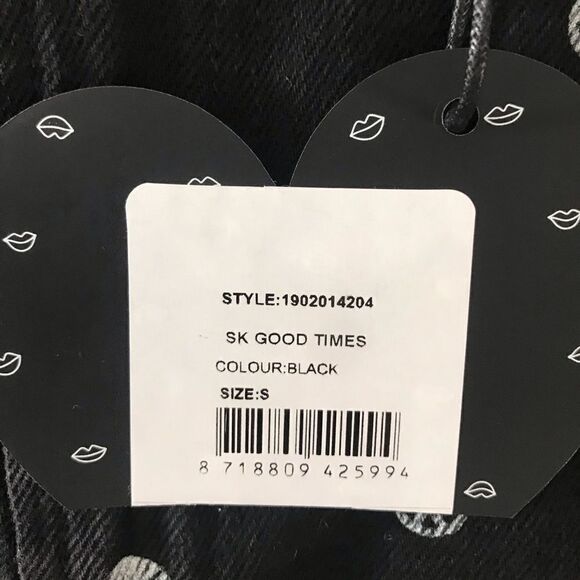 STYLE:1902014204
SK GOOD TIMES
COLOUR:BLACK
SIZE:S
8 718809 425994